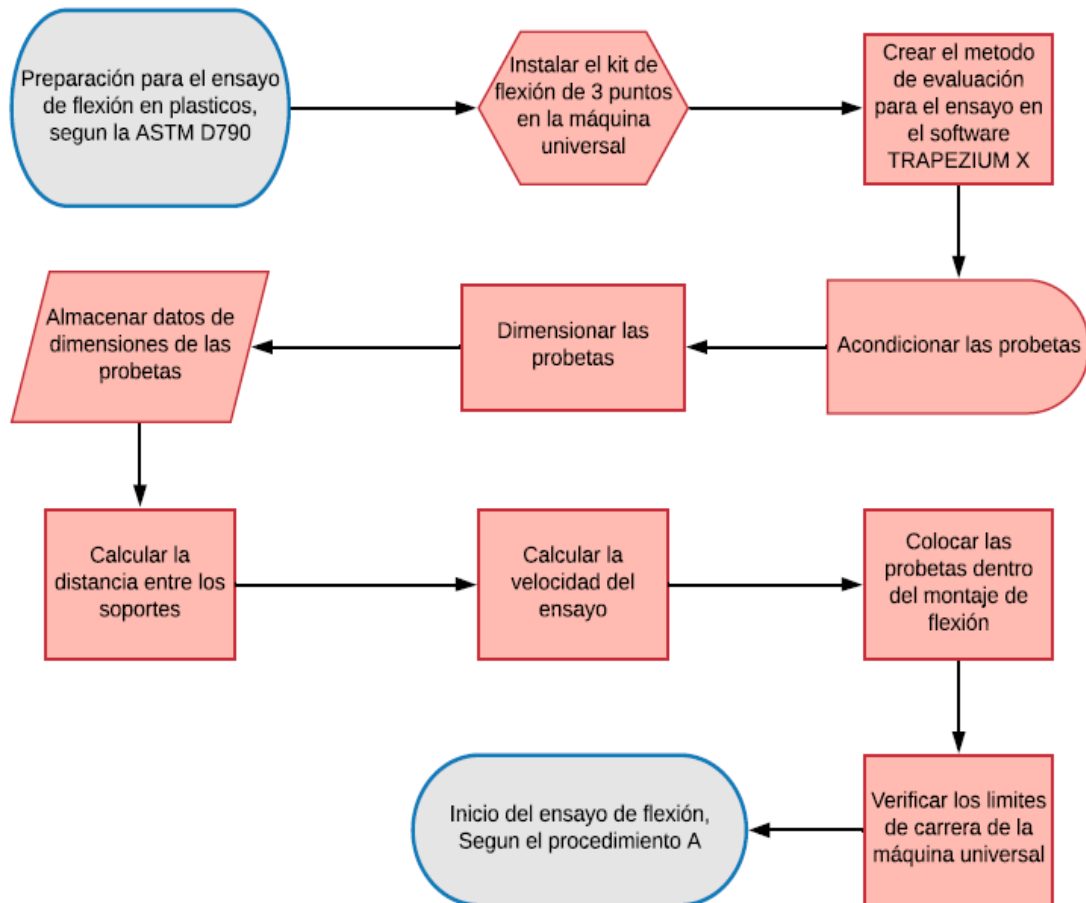 Preparación para el ensayo
de flexión en plasticos,
segun la ASTM D790
Instalar el kit de
flexión de 3 puntos
en la máquina
universal
Crear el metodo
de evaluación
para el ensayo en
el software
TRAPEZIUM X
Acondicionar las probetas
Dimensionar las
probetas
Almacenar datos de
dimensiones de las
probetas
Calcular la
distancia entre los
soportes
Calcular la
velocidad del
ensayo
Colocar las
probetas dentro
del montaje de
flexión
Verificar los limites
de carrera de la
máquina universal
Inicio del ensayo de flexión,
Segun el procedimiento A